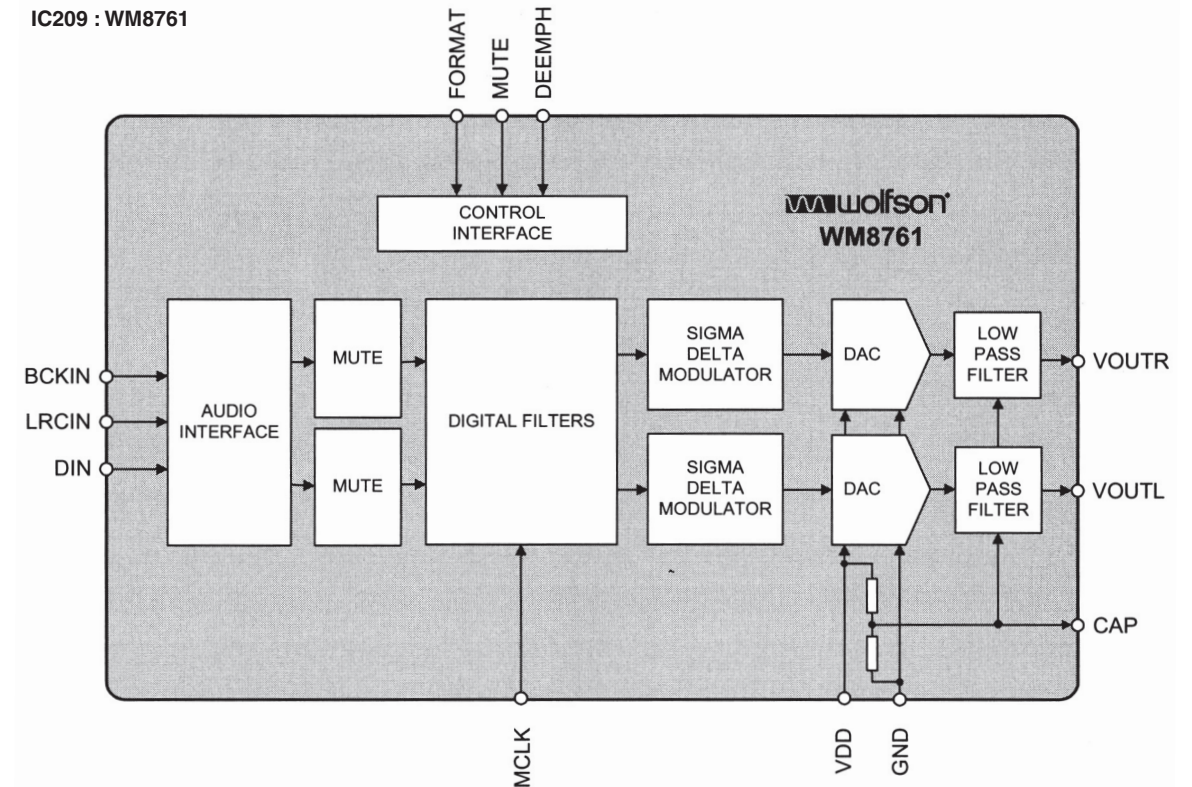 IC209 : WM8761
FORMAT
MUTE
DEEMPH
CONTROL
INTERFACE
wolfson
WM8761
BCKIN
LRCIN
DIN
AUDIO
INTERFACE
MUTE
MUTE
DIGITAL FILTERS
SIGMA
DELTA
MODULATOR
SIGMA
DELTA
MODULATOR
DAC
DAC
LOW
PASS
FILTER
LOW
PASS
FILTER
VOUTR
VOUTL
CAP
MCLK
VDD
GND